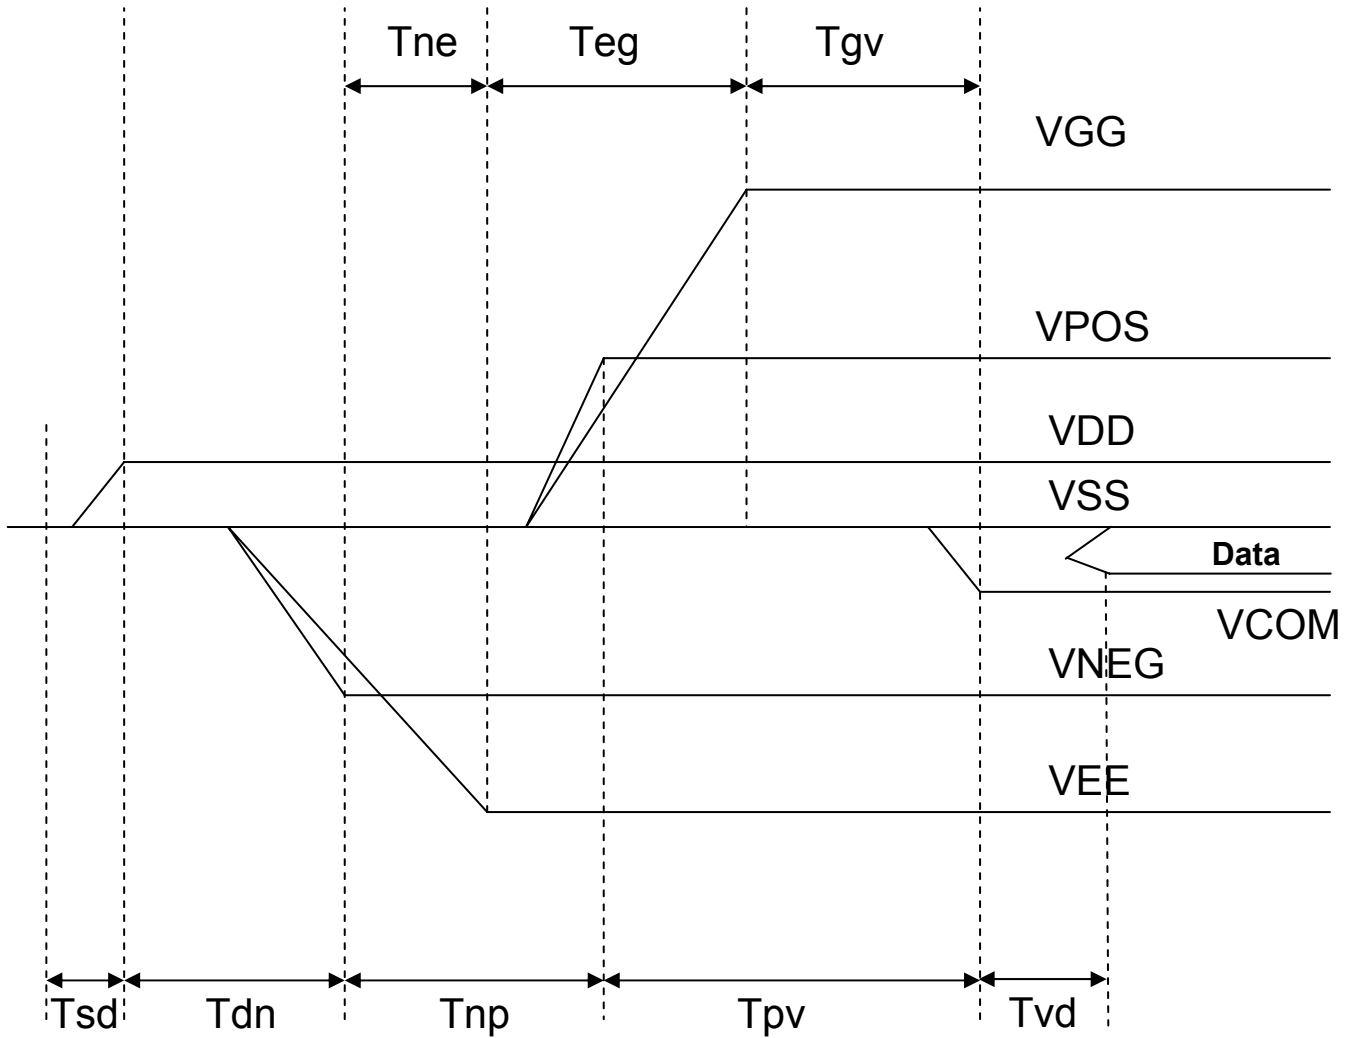 Tne Teg Tgv
VGG
VPOS
VDD
VSS
Data
VCOM
VNEG
VEE
Tsd Tdn Tnp Tpv Tvd